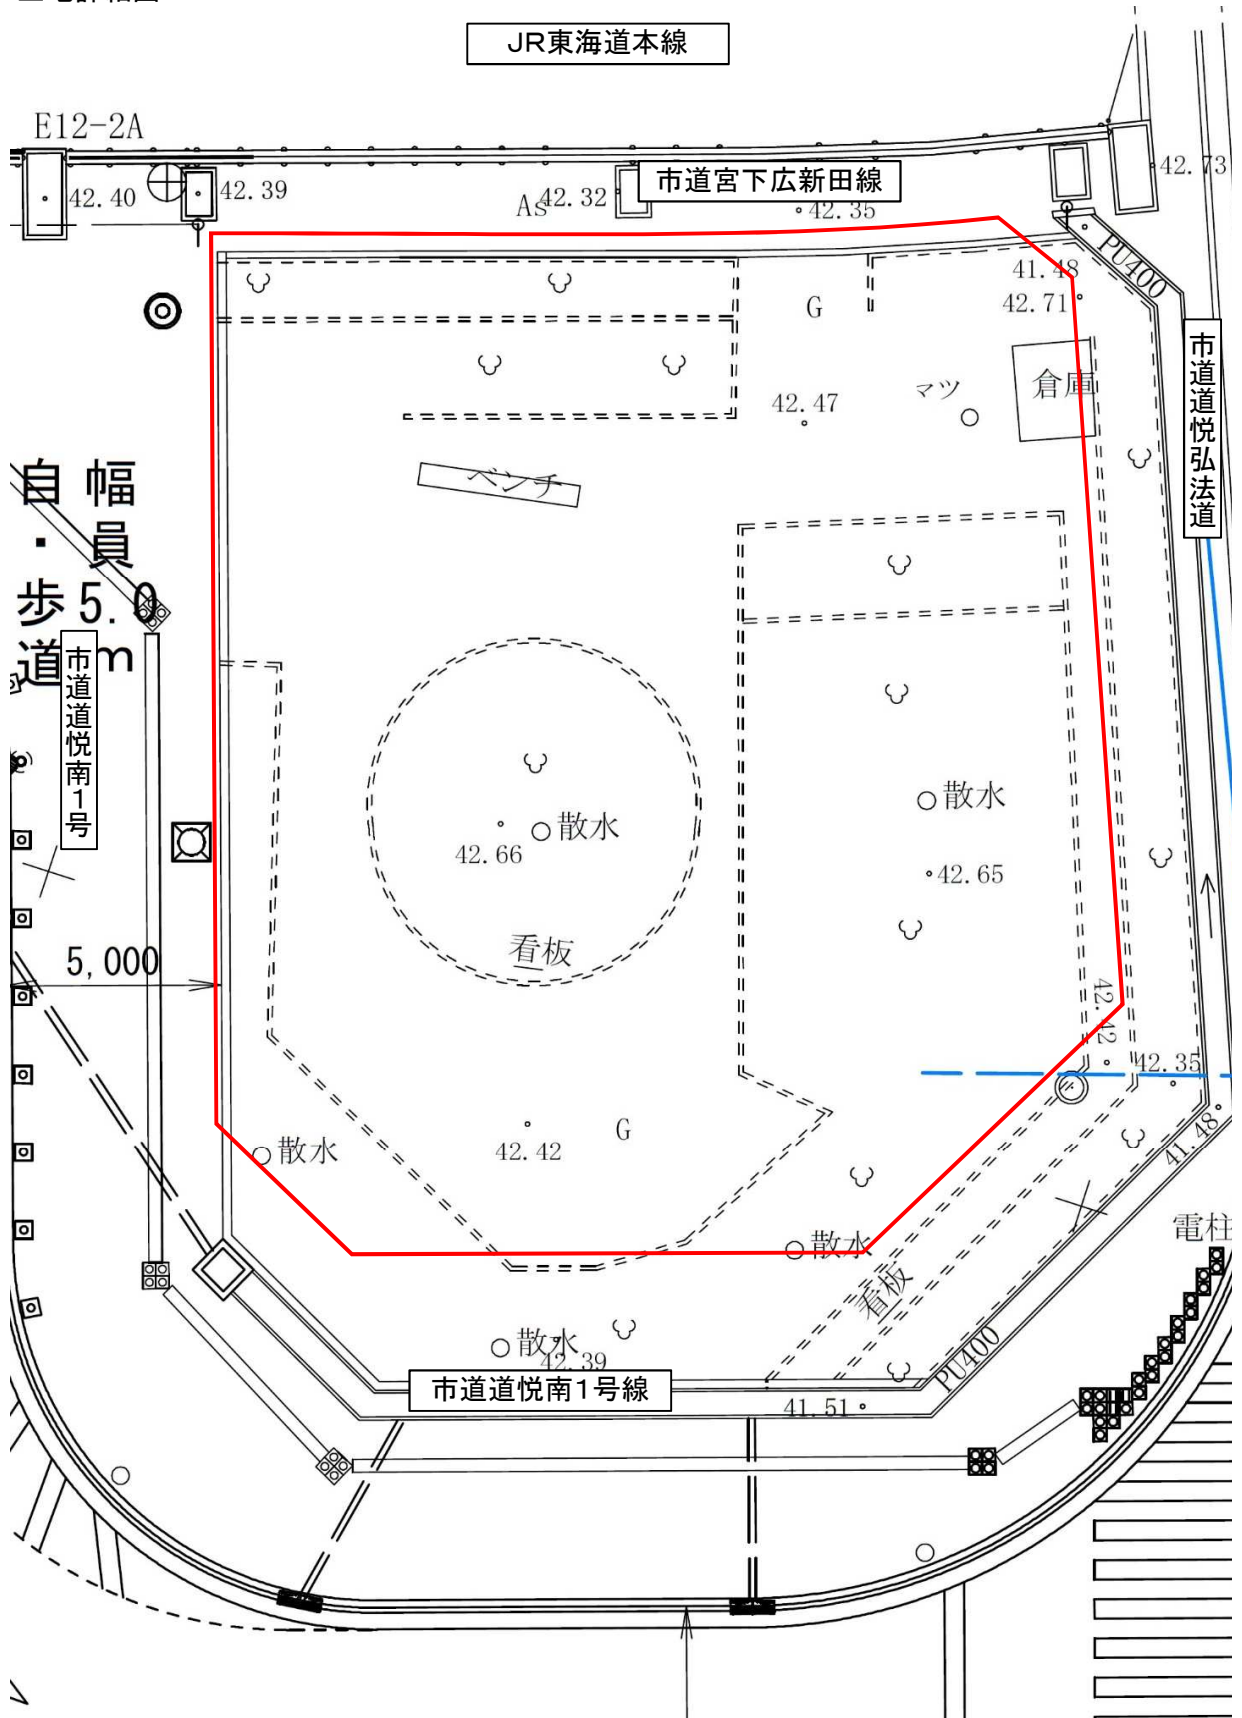 JR東海道本線
E12-2A
42.40
42.39
As
42.32
市道宮下広新田線
42.35
42.73
PU400
41.48
42.71
G
市道道悦弘法道
マツ
倉庫
42.47
ベンチ
自・歩道
幅員5.0m
市道道悦南1号
散水
42.66
散水
42.65
看板
5,000
42.42
42.35
G
42.42
散水
41.48
散水
電柱
看板
散水
42.39
PU400
市道道悦南1号線
41.51